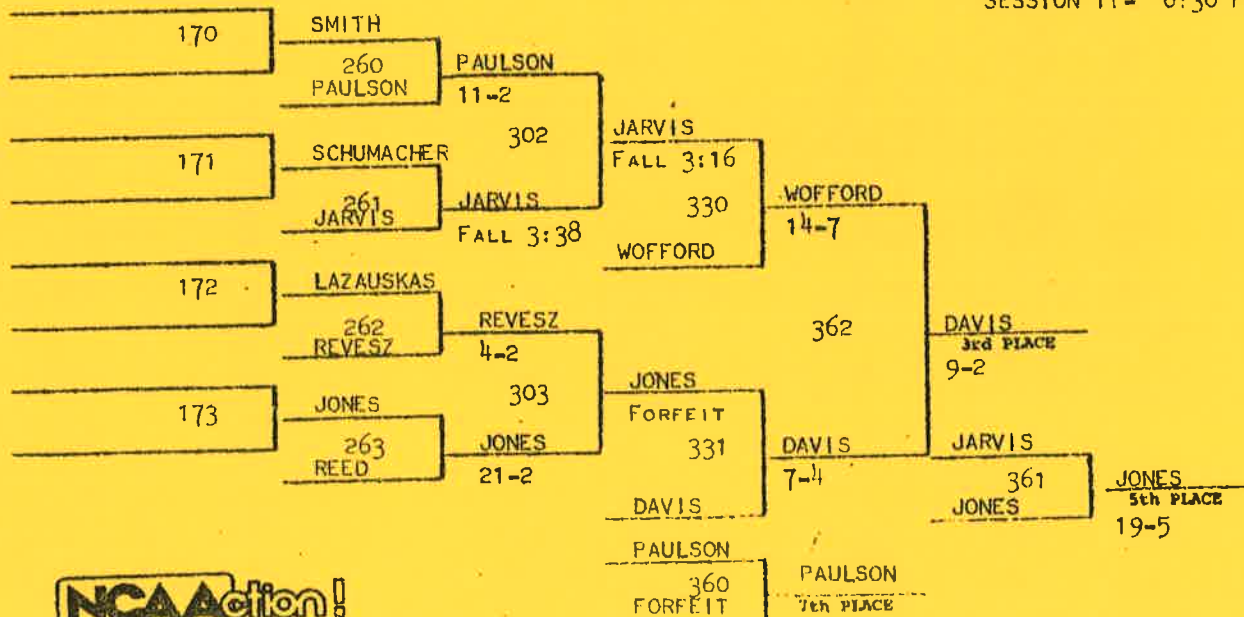 SESSION 11- 6:30 P
170
SMITH
260
PAULSON
PAULSON
11-2
302
171
SCHUMACHER
261
JARVIS
JARVIS
FALL 3:38
JARVIS
FALL 3:16
330
WOFFORD
WOFFORD
14-7
172
LAZAUSKAS
262
REVESZ
REVESZ
4-2
303
173
JONES
263
REED
JONES
21-2
JONES
FORFEIT
331
DAVIS
DAVIS
7-4
362
DAVIS
3rd PLACE
9-2
JARVIS
361
JONES
JONES
5th PLACE
19-5
PAULSON
360
FORFEIT
PAULSON
7th PLACE
NCAAction!